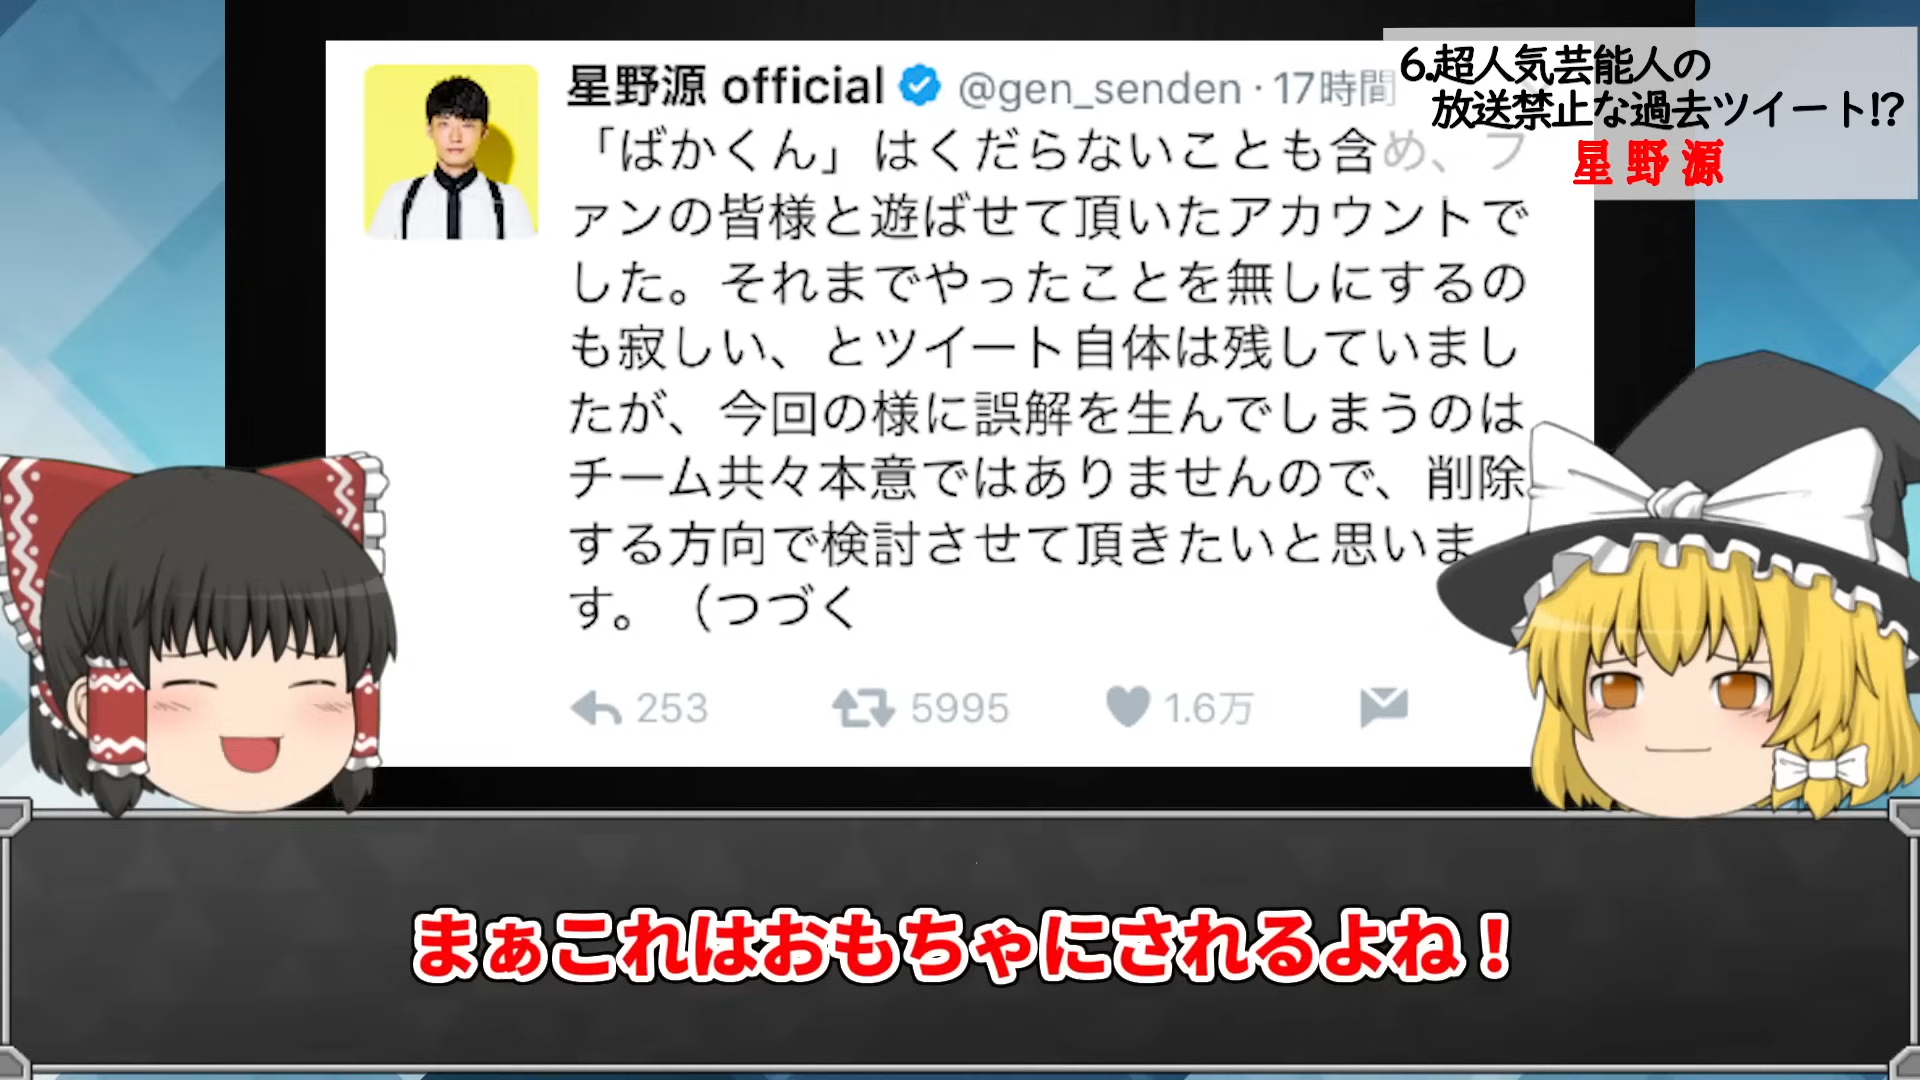 6.超人気芸能人の
放送禁止な過去ツイート!?
星野源
星野源 official @gen_senden · 17時間
「ばかくん」はくだらないことも含め、フ
ァンの皆様と遊ばせて頂いたアカウントで
した。それまでやったことを無しにするの
も寂しい、とツイート自体は残していまし
たが、今回の様に誤解を生んでしまうのは
チーム共々本意ではありませんので、削除
する方向で検討させて頂きたいと思いま
す。（つづく
253 5995 1.6万
まぁこれはおもちゃにされるよね！